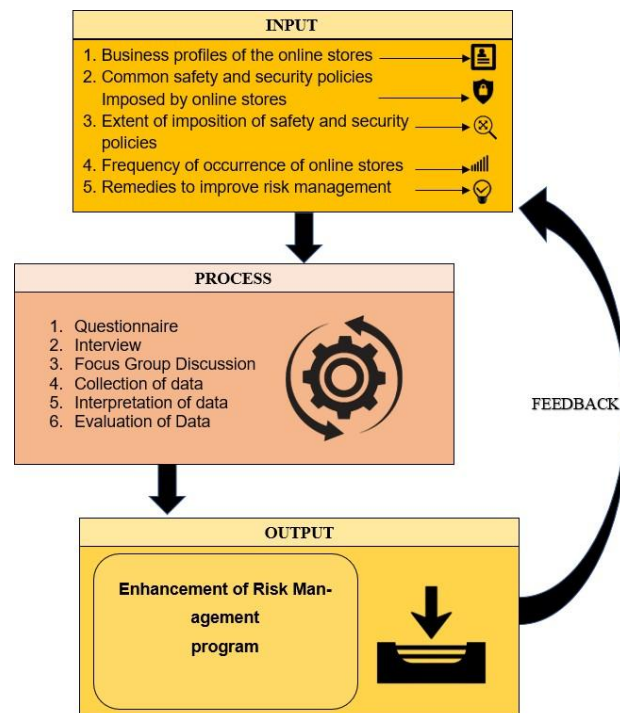 INPUT
1. Business profiles of the online stores
2. Common safety and security policies
Imposed by online stores
3. Extent of imposition of safety and security
policies
4. Frequency of occurrence of online stores
5. Remedies to improve risk management
PROCESS
1. Questionnaire
2. Interview
3. Focus Group Discussion
4. Collection of data
5. Interpretation of data
6. Evaluation of Data
FEEDBACK
OUTPUT
Enhancement of Risk Man-
agement
program